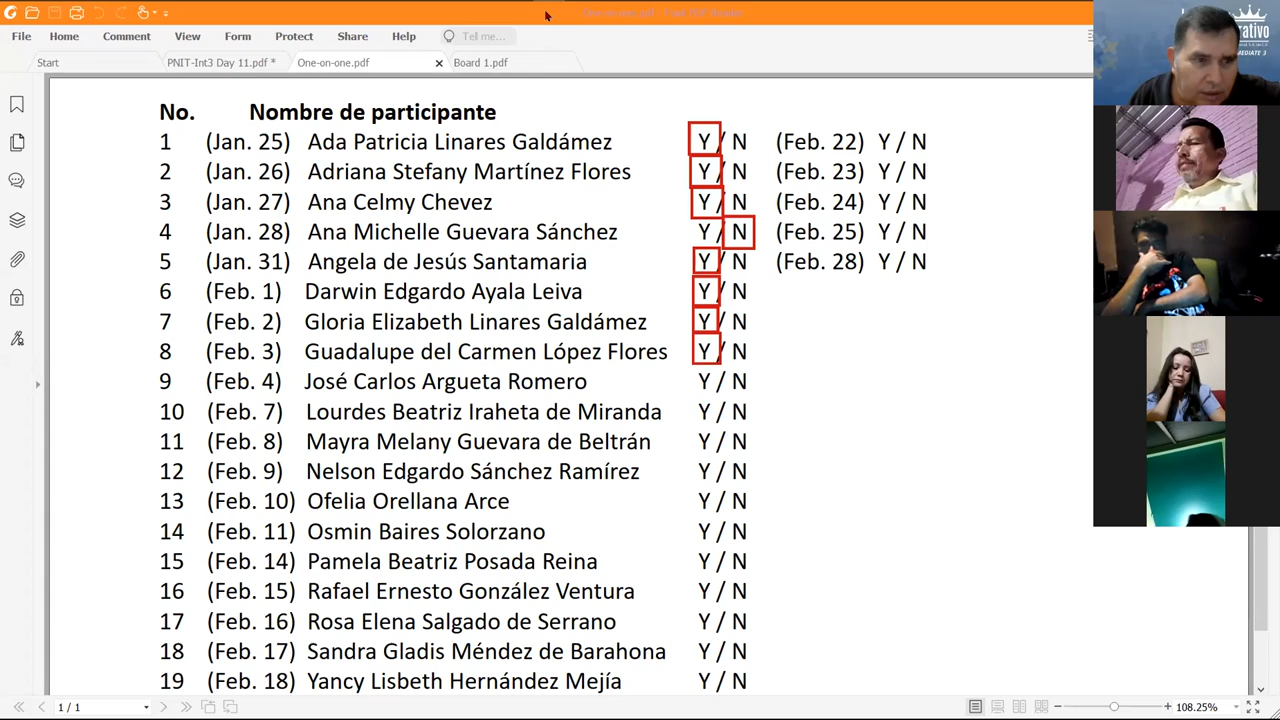 One-on-one.pdf - Foxit PDF Reader
File Home Comment View Form Protect Share Help Tell me...
Start PNIT-Int3 Day 11.pdf * One-on-one.pdf Board 1.pdf
No. Nombre de participante
1 (Jan. 25) Ada Patricia Linares Galdámez Y / N (Feb. 22) Y / N
2 (Jan. 26) Adriana Stefany Martínez Flores Y / N (Feb. 23) Y / N
3 (Jan. 27) Ana Celmy Chevez Y / N (Feb. 24) Y / N
4 (Jan. 28) Ana Michelle Guevara Sánchez Y / N (Feb. 25) Y / N
5 (Jan. 31) Angela de Jesús Santamaria Y / N (Feb. 28) Y / N
6 (Feb. 1) Darwin Edgardo Ayala Leiva Y / N
7 (Feb. 2) Gloria Elizabeth Linares Galdámez Y / N
8 (Feb. 3) Guadalupe del Carmen López Flores Y / N
9 (Feb. 4) José Carlos Argueta Romero Y / N
10 (Feb. 7) Lourdes Beatriz Iraheta de Miranda Y / N
11 (Feb. 8) Mayra Melany Guevara de Beltrán Y / N
12 (Feb. 9) Nelson Edgardo Sánchez Ramírez Y / N
13 (Feb. 10) Ofelia Orellana Arce Y / N
14 (Feb. 11) Osmin Baires Solorzano Y / N
15 (Feb. 14) Pamela Beatriz Posada Reina Y / N
16 (Feb. 15) Rafael Ernesto González Ventura Y / N
17 (Feb. 16) Rosa Elena Salgado de Serrano Y / N
18 (Feb. 17) Sandra Gladis Méndez de Barahona Y / N
19 (Feb. 18) Yancy Lisbeth Hernández Mejía Y / N
1 / 1 108.25%